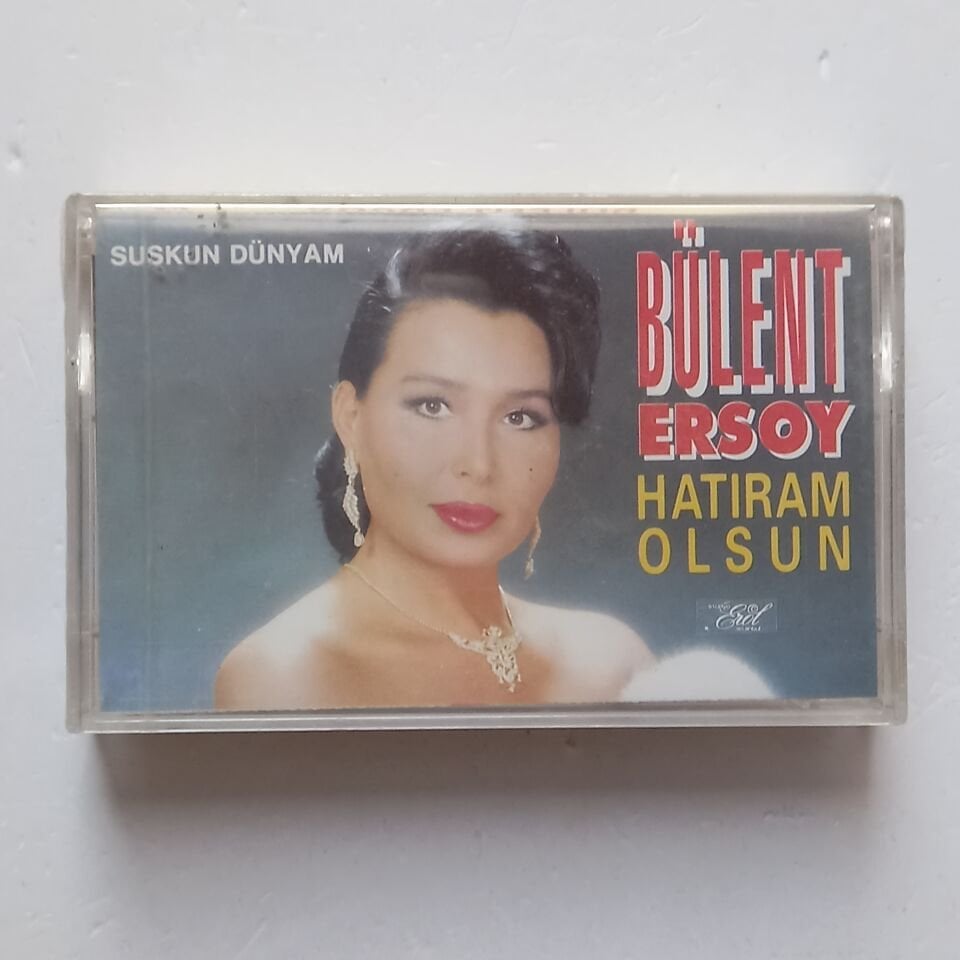 SUSKUN DÜNYAM
BÜLENT
ERSOY
HATIRAM
OLSUN
Erol